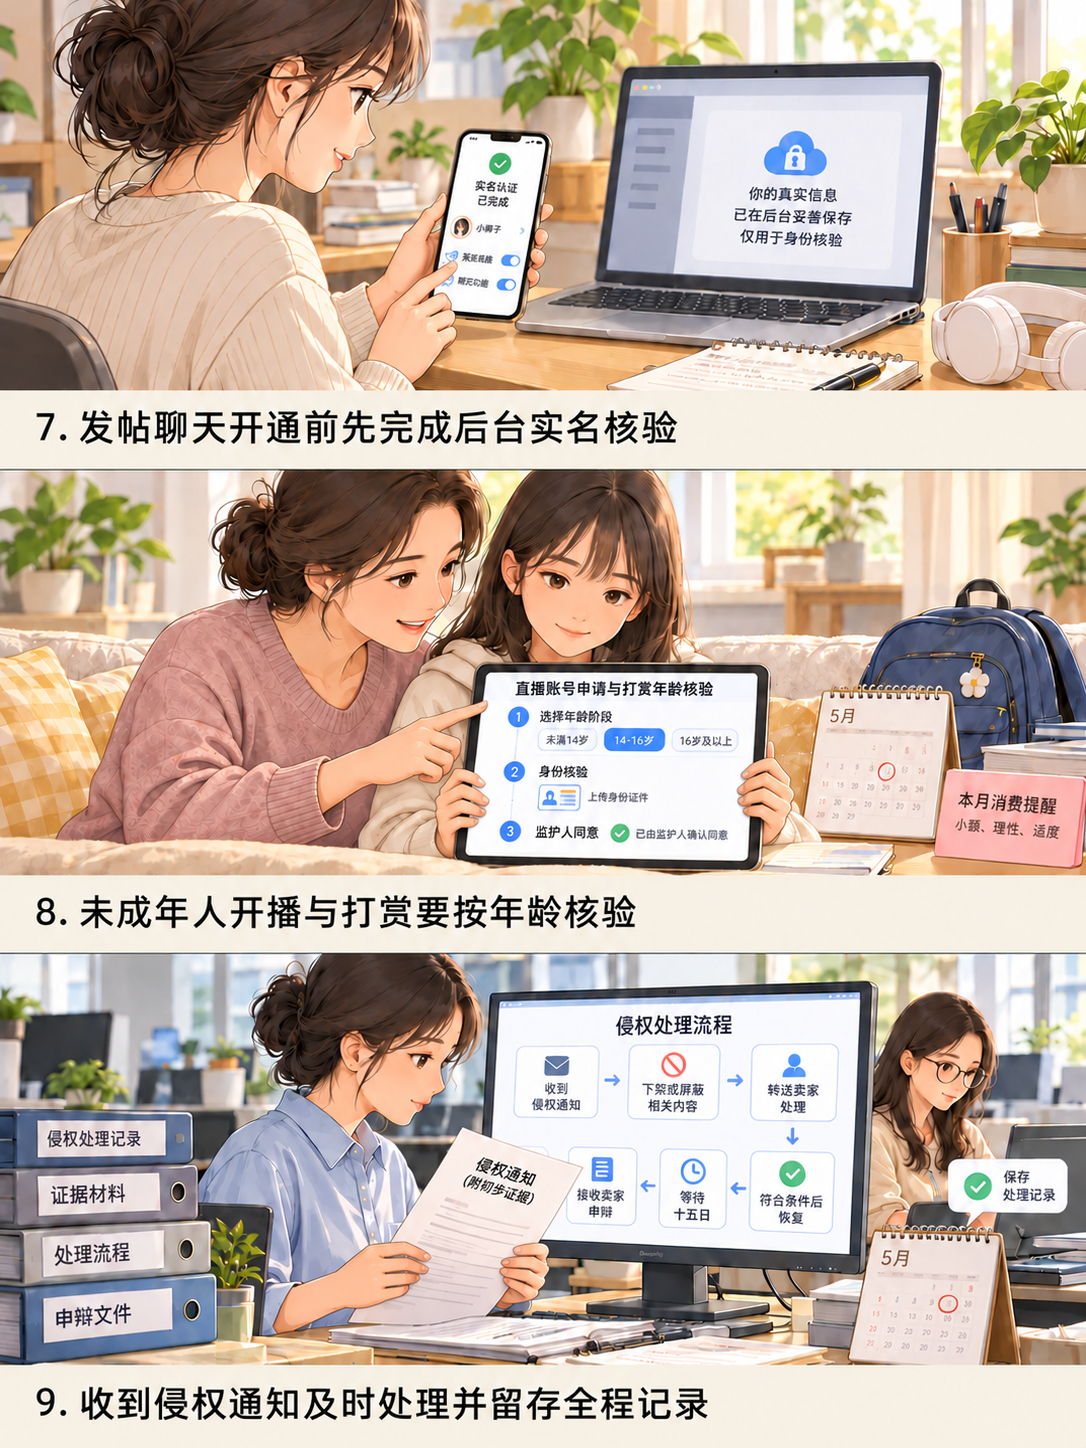 实名认证
已完成
小椰子
你的真实信息
已在后台妥善保存
仅用于身份核验
7. 发帖聊天开通前先完成后台实名核验
直播账号申请与打赏年龄核验
1 选择年龄阶段
未满14岁 14-16岁 16岁及以上
2 身份核验
上传身份证件
3 监护人同意 已由监护人确认同意
5月
本月消费提醒
小额、理性、适度
8. 未成年人开播与打赏要按年龄核验
侵权处理记录
证据材料
处理流程
申辩文件
侵权通知
(附初步证据)
侵权处理流程
收到
侵权通知
下架或屏蔽
相关内容
转送卖家
处理
符合条件后
恢复
等待
十五日
接收卖家
申辩
保存
处理记录
5月
9. 收到侵权通知及时处理并留存全程记录